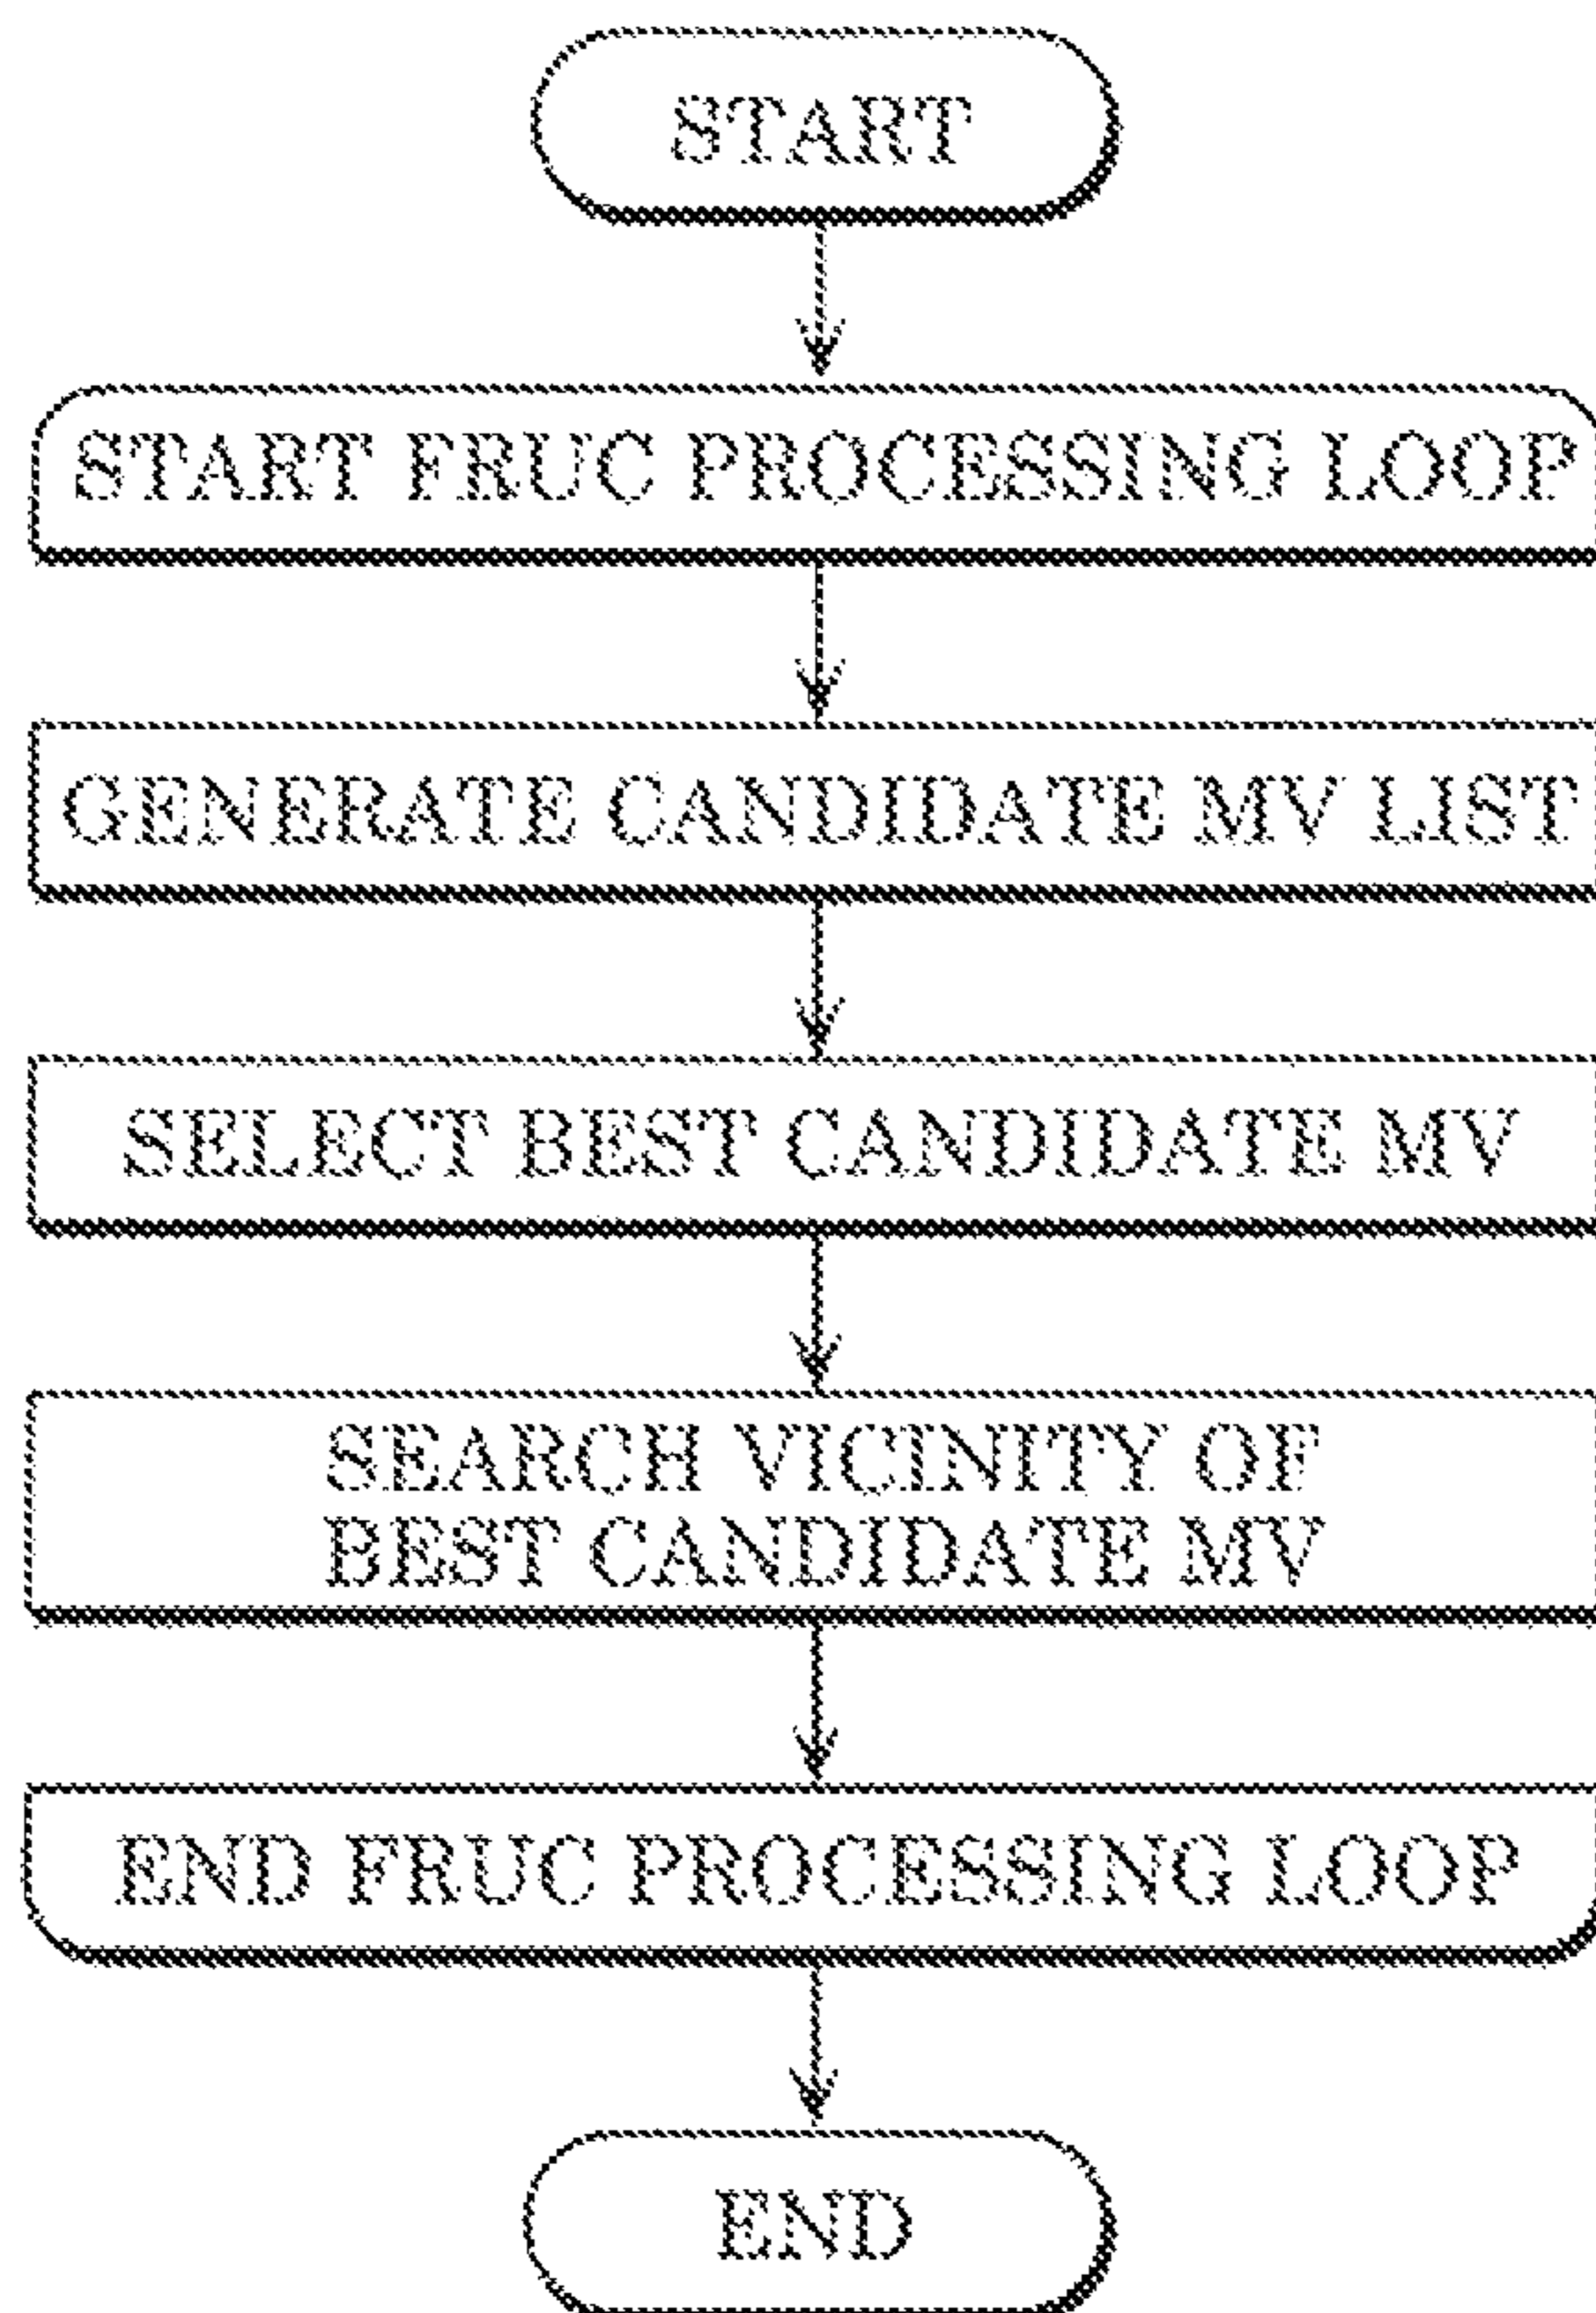 START
START FRUC PROCESSING LOOP
GENERATE CANDIDATE MV LIST
SELECT BEST CANDIDATE MV
SEARCH VICINITY OF
BEST CANDIDATE MV
END FRUC PROCESSING LOOP
END